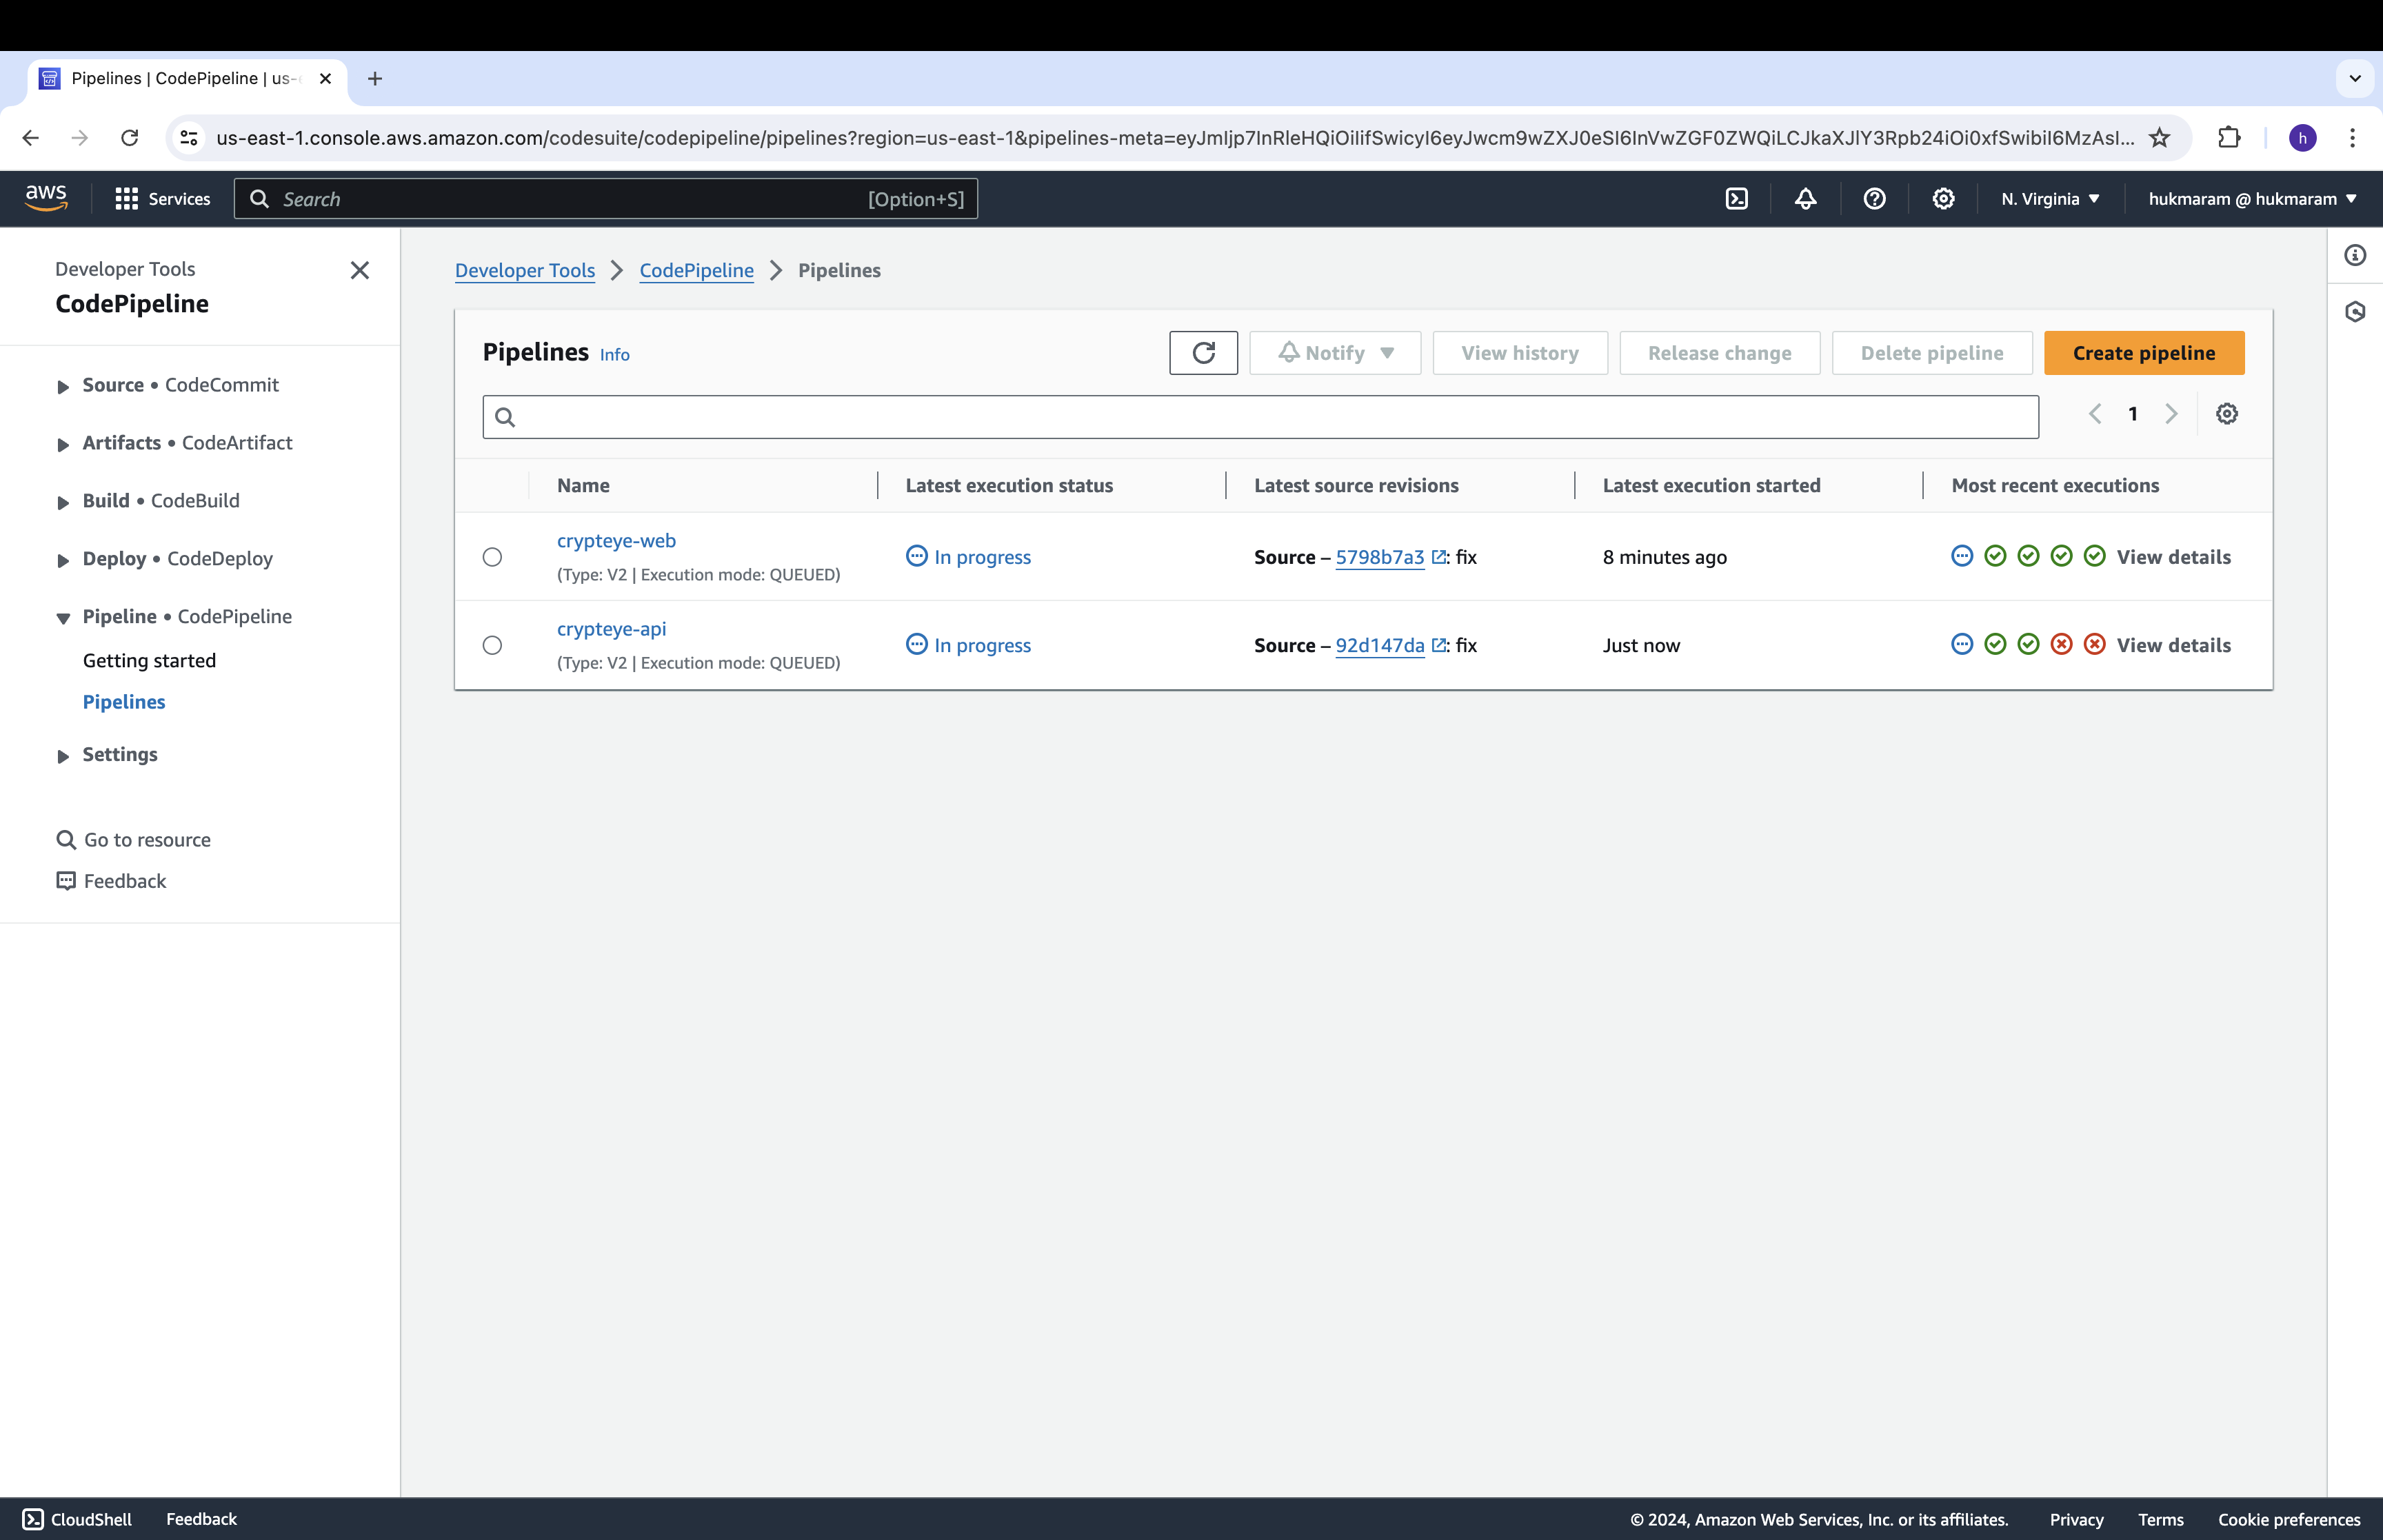 Pipelines | CodePipeline | us-
us-east-1.console.aws.amazon.com/codesuite/codepipeline/pipelines?region=us-east-1&pipelines-meta=eyJmIjp7InRleHQiOiIifSwicyI6eyJwcm9wZXJ0eSI6InVwZGF0ZWQiLCJkaXJlY3Rpb24iOi0xfSwibiI6MzAsI...
h
aws
Services
Search
[Option+S]
N. Virginia
hukmaram @ hukmaram
Developer Tools
CodePipeline
Source • CodeCommit
Artifacts • CodeArtifact
Build • CodeBuild
Deploy • CodeDeploy
Pipeline • CodePipeline
Getting started
Pipelines
Settings
Go to resource
Feedback
Developer Tools
CodePipeline
Pipelines
Pipelines Info
Notify
View history
Release change
Delete pipeline
Create pipeline
1
Name
Latest execution status
Latest source revisions
Latest execution started
Most recent executions
crypteye-web
(Type: V2 | Execution mode: QUEUED)
In progress
Source – 5798b7a3 : fix
8 minutes ago
View details
crypteye-api
(Type: V2 | Execution mode: QUEUED)
In progress
Source – 92d147da : fix
Just now
View details
CloudShell
Feedback
© 2024, Amazon Web Services, Inc. or its affiliates.
Privacy
Terms
Cookie preferences